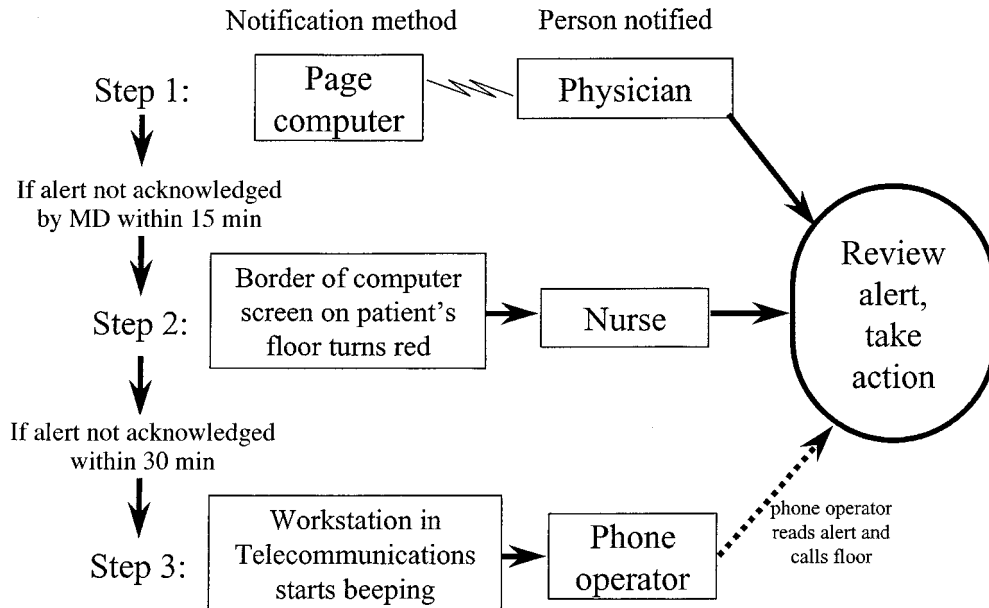 Notification method
Person notified
Step 1:
Page
computer
Physician
If alert not acknowledged
by MD within 15 min
Step 2:
Border of computer
screen on patient's
floor turns red
Nurse
Review
alert,
take
action
If alert not acknowledged
within 30 min
Step 3:
Workstation in
Telecommunications
starts beeping
Phone
operator
phone operator
reads alert and
calls floor